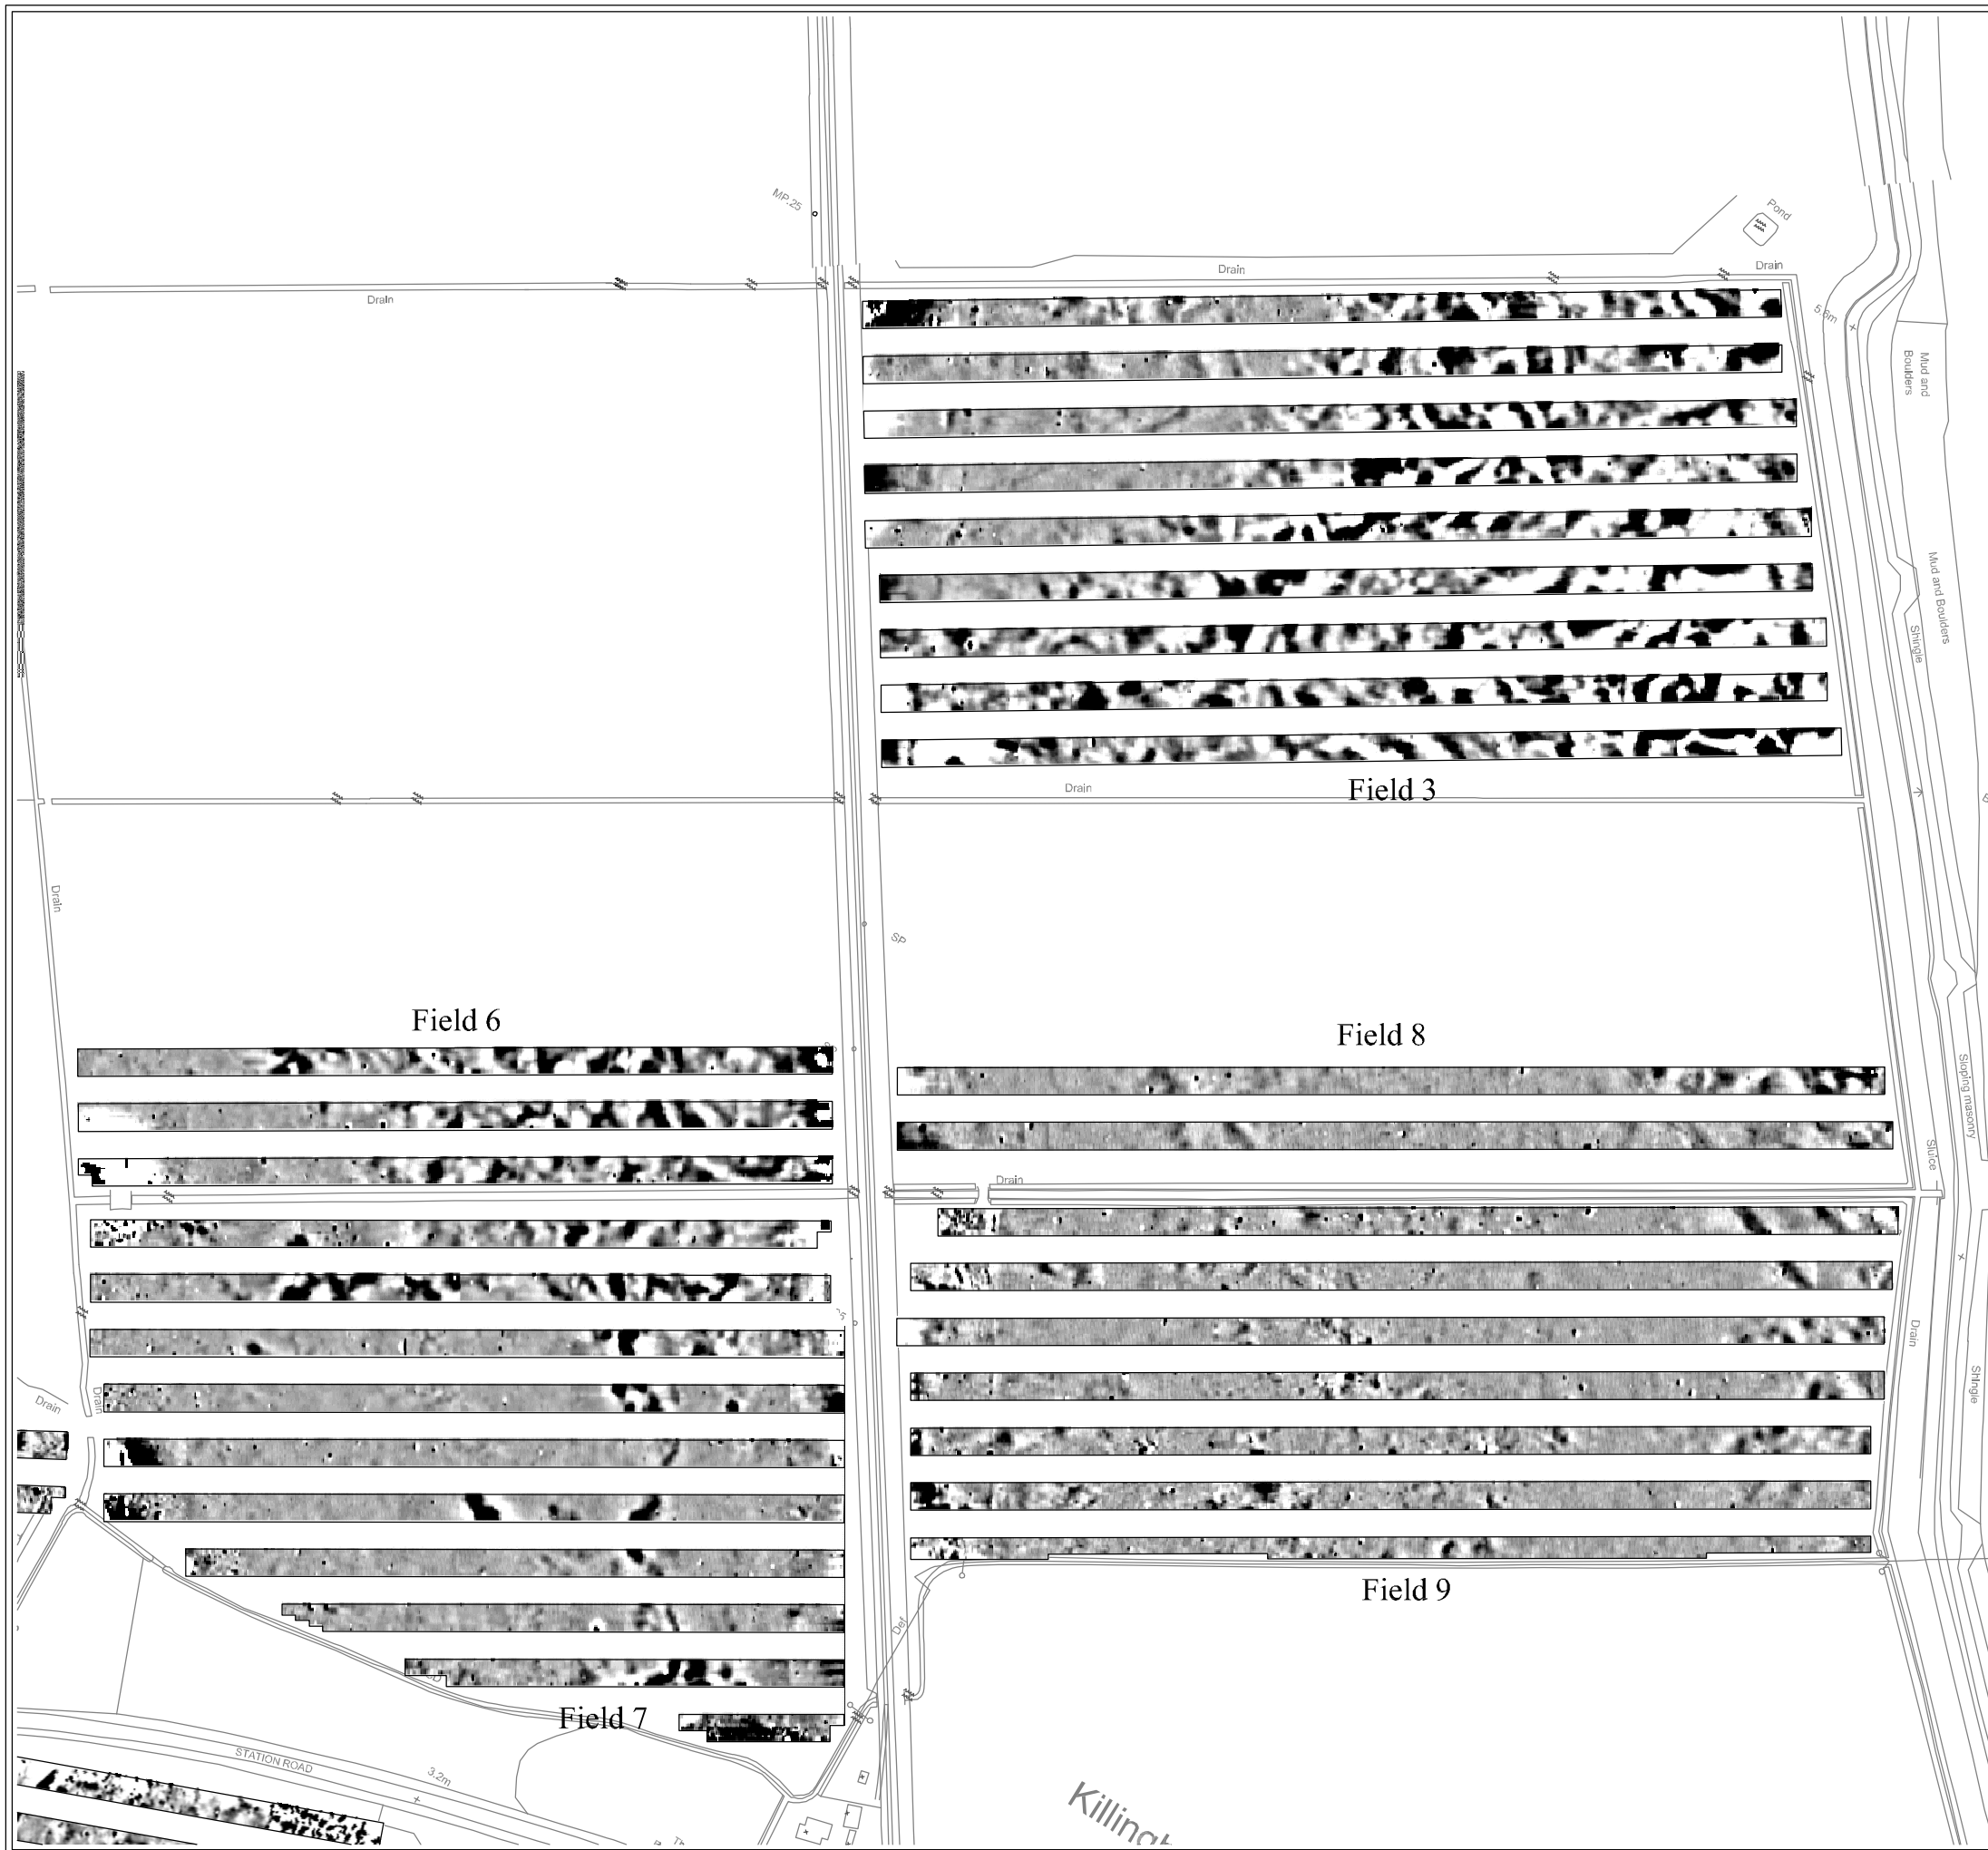 MP.25
Pond
Drain
Drain
Drain
5.6m
Mud and
Boulders
Mud and Boulders
Shingle
Field 3
Drain
Drain
SP
Field 6
Field 8
Sloping masonry
Sluice
Drain
Drain
Drain
Drain
Shingle
Field 9
Def
Field 7
STATION ROAD
3.2m